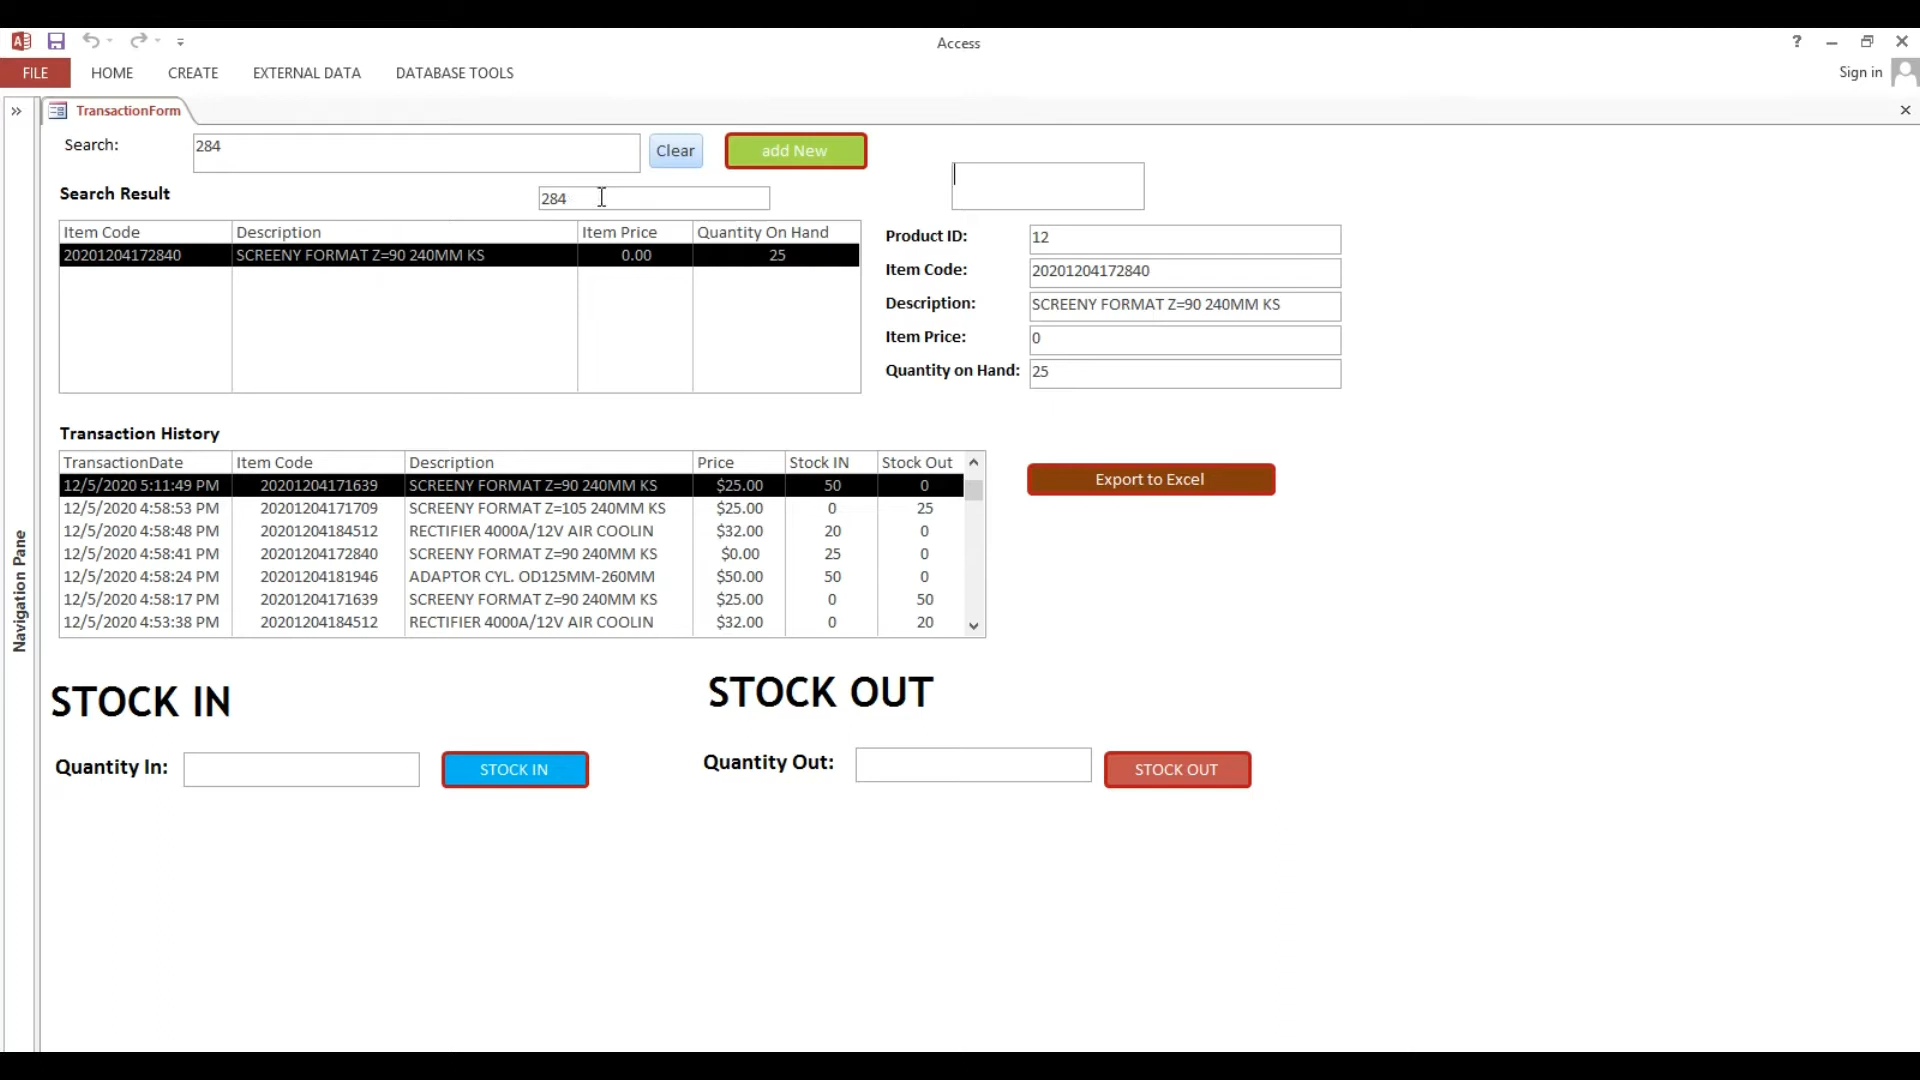 Access
?
FILE HOME CREATE EXTERNAL DATA DATABASE TOOLS Sign in
TransactionForm
Search: 284 Clear add New
Search Result 284
Item Code Description Item Price Quantity On Hand
20201204172840 SCREENY FORMAT Z=90 240MM KS 0.00 25
Product ID: 12
Item Code: 20201204172840
Description: SCREENY FORMAT Z=90 240MM KS
Item Price: 0
Quantity on Hand: 25
Transaction History
TransactionDate Item Code Description Price Stock IN Stock Out
12/5/2020 5:11:49 PM 20201204171639 SCREENY FORMAT Z=90 240MM KS $25.00 50 0
12/5/2020 4:58:53 PM 20201204171709 SCREENY FORMAT Z=105 240MM KS $25.00 0 25
12/5/2020 4:58:48 PM 20201204184512 RECTIFIER 4000A/12V AIR COOLIN $32.00 20 0
12/5/2020 4:58:41 PM 20201204172840 SCREENY FORMAT Z=90 240MM KS $0.00 25 0
12/5/2020 4:58:24 PM 20201204181946 ADAPTOR CYL. OD125MM-260MM $50.00 50 0
12/5/2020 4:58:17 PM 20201204171639 SCREENY FORMAT Z=90 240MM KS $25.00 0 50
12/5/2020 4:53:38 PM 20201204184512 RECTIFIER 4000A/12V AIR COOLIN $32.00 0 20
Export to Excel
Navigation Pane
STOCK IN
Quantity In: STOCK IN
STOCK OUT
Quantity Out: STOCK OUT